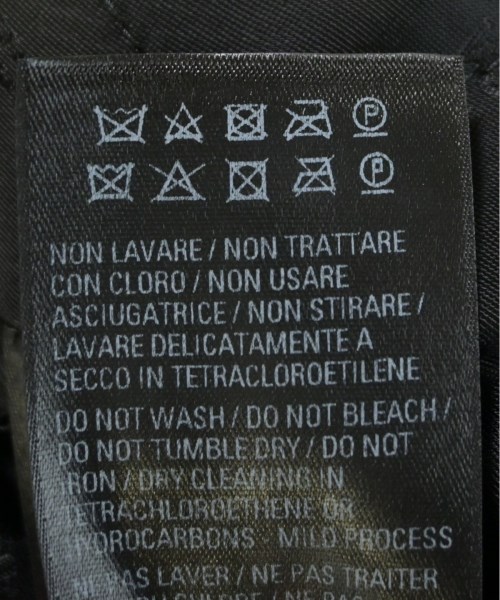 P
P
NON LAVARE / NON TRATTARE
CON CLORO / NON USARE
ASCIUGATRICE / NON STIRARE /
LAVARE DELICATAMENTE A
SECCO IN TETRACLOROETILENE
DO NOT WASH / DO NOT BLEACH /
DO NOT TUMBLE DRY / DO NOT
IRON / DRY CLEANING IN
TETRACHLOROETHENE OR
HYDROCARBONS - MILD PROCESS
NE PAS LAVER / NE PAS TRAITER